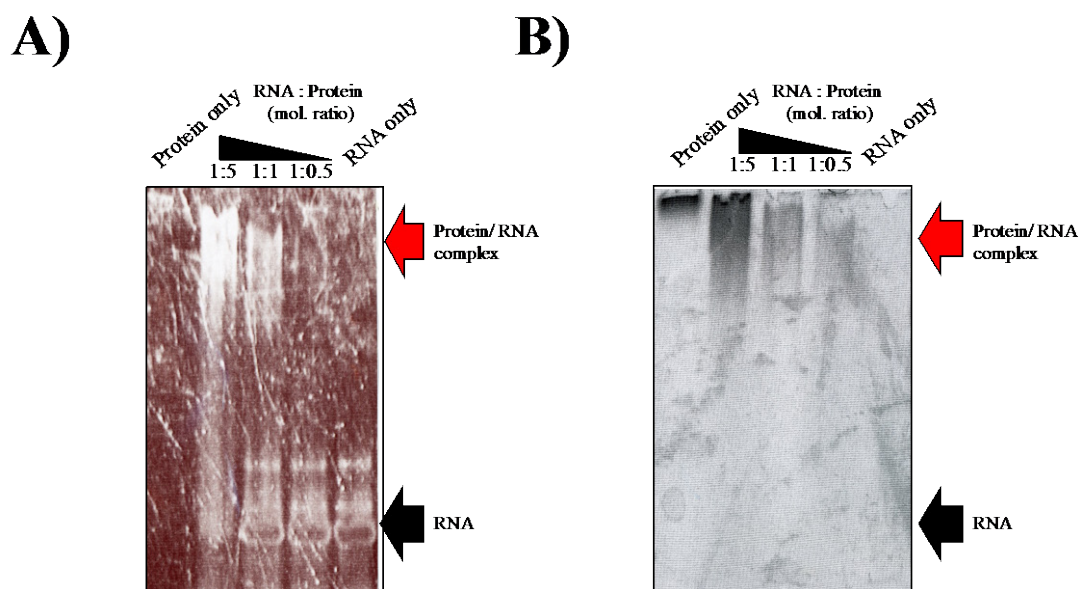 A)
Protein only
RNA : Protein
(mol. ratio)
RNA only
1:5 1:1 1:0.5
Protein/ RNA
complex
RNA
B)
Protein only
RNA : Protein
(mol. ratio)
RNA only
1:5 1:1 1:0.5
Protein/ RNA
complex
RNA